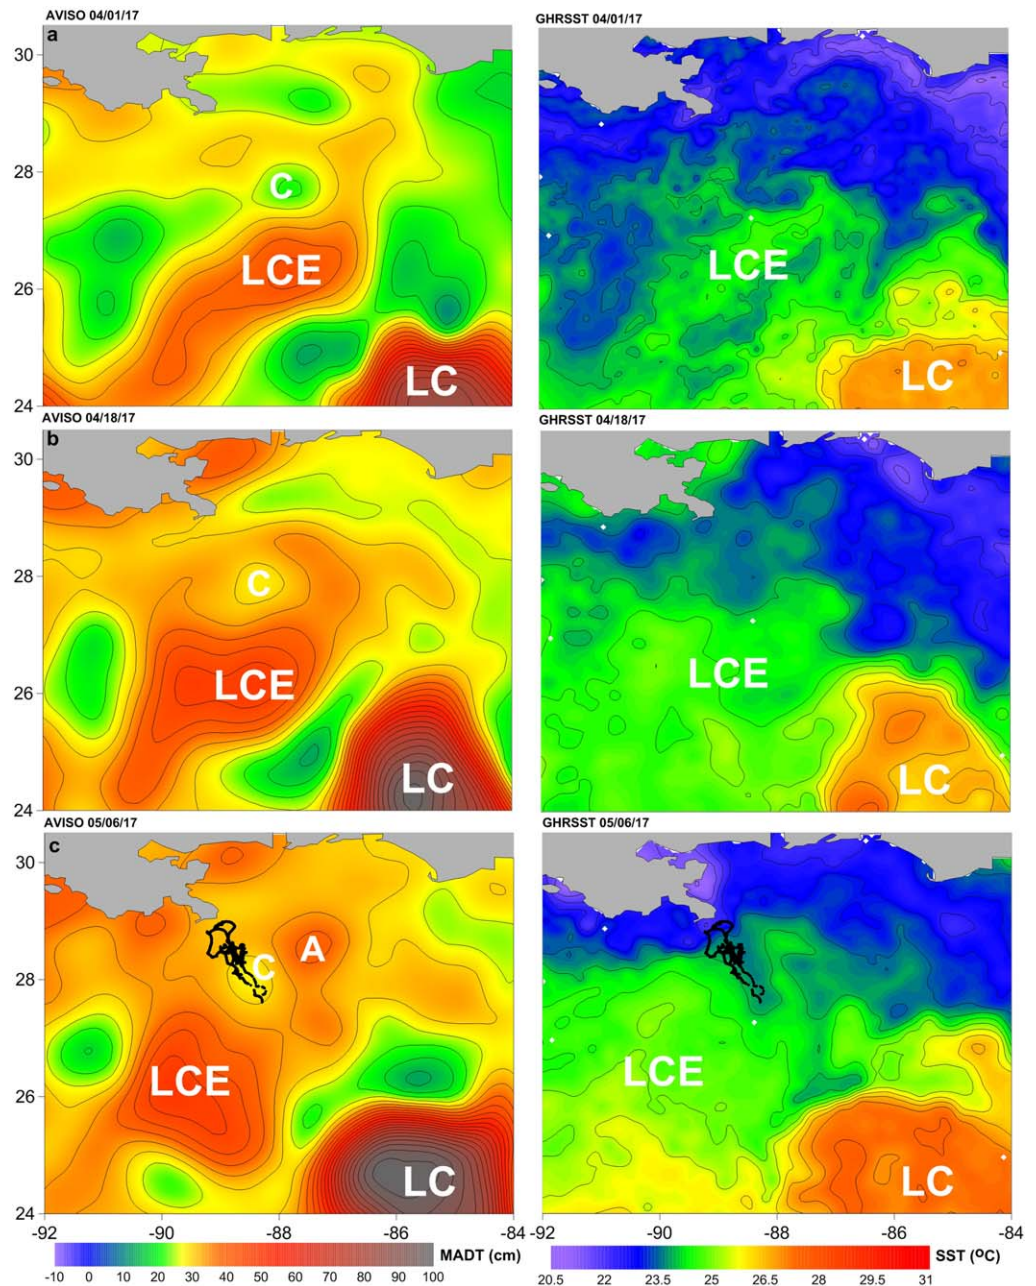 AVISO 04/01/17
GHRSST 04/01/17
a
30
28
C
26
LCE
LCE
LC
LC
24
AVISO 04/18/17
GHRSST 04/18/17
b
30
28
C
26
LCE
LCE
LC
LC
24
AVISO 05/06/17
GHRSST 05/06/17
c
30
A
28
C
LCE
LCE
26
LC
LC
24
-92 -90 -88 -86 -84
-92 -90 -88 -86 -84
MADT (cm)
SST (ºC)
-10 0 10 20 30 40 50 60 70 80 90 100
20.5 22 23.5 25 26.5 28 29.5 31